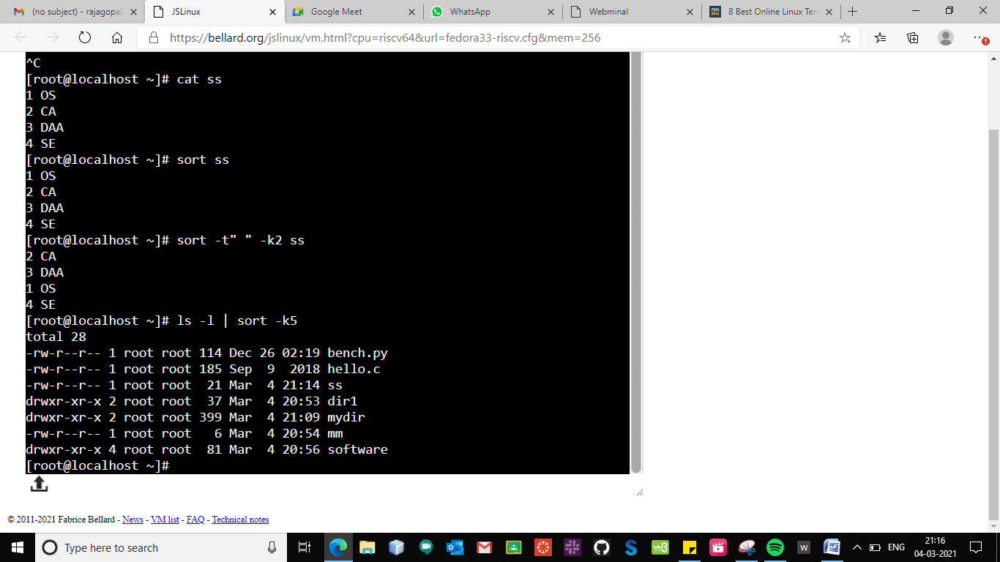 (no subject) - rajagopal
JSLinux
Google Meet
WhatsApp
Webminal
FOSS Mint
8 Best Online Linux Tern
https://bellard.org/jslinux/vm.html?cpu=riscv64&url=fedora33-riscv.cfg&mem=256
^C
[root@localhost ~]# cat ss
1 OS
2 CA
3 DAA
4 SE
[root@localhost ~]# sort ss
1 OS
2 CA
3 DAA
4 SE
[root@localhost ~]# sort -t" " -k2 ss
2 CA
3 DAA
1 OS
4 SE
[root@localhost ~]# ls -l | sort -k5
total 28
-rw-r--r-- 1 root root 114 Dec 26 02:19 bench.py
-rw-r--r-- 1 root root 185 Sep  9  2018 hello.c
-rw-r--r-- 1 root root  21 Mar  4 21:14 ss
drwxr-xr-x 2 root root  37 Mar  4 20:53 dir1
drwxr-xr-x 2 root root 399 Mar  4 21:09 mydir
-rw-r--r-- 1 root root   6 Mar  4 20:54 mm
drwxr-xr-x 4 root root  81 Mar  4 20:56 software
[root@localhost ~]#
© 2011-2021 Fabrice Bellard - News - VM list - FAQ - Technical notes
Type here to search
S
w3
w
ENG
21:16
04-03-2021